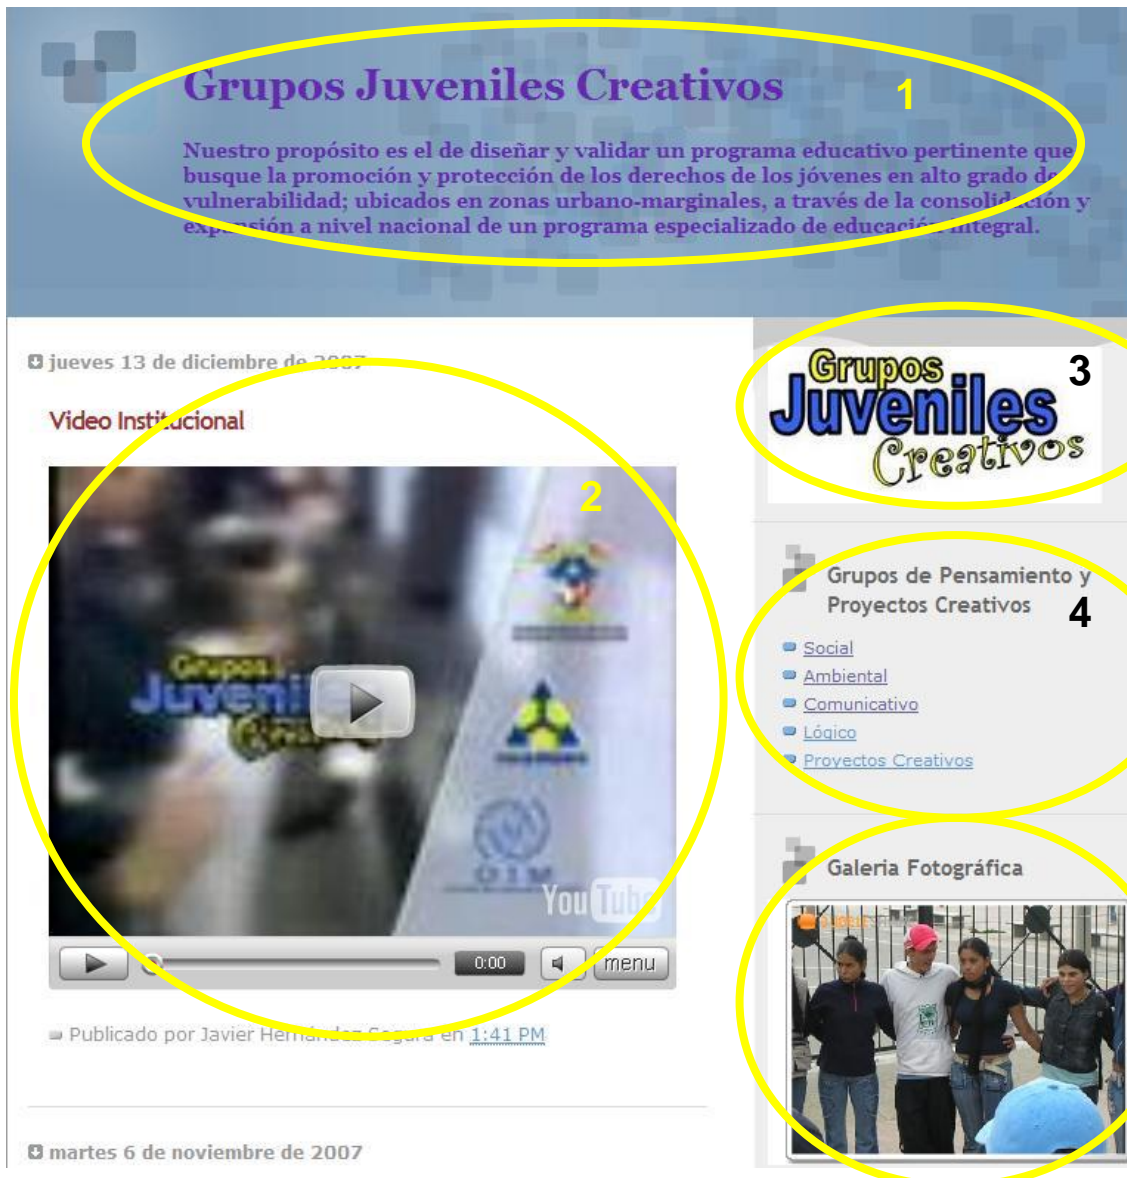 Grupos Juveniles Creativos
1
Nuestro propósito es el de diseñar y validar un programa educativo pertinente que
busque la promoción y protección de los derechos de los jóvenes en alto grado de
vulnerabilidad; ubicados en zonas urbano-marginales, a través de la consolidación y
expansión a nivel nacional de un programa especializado de educación integral.
jueves 13 de diciembre de 2007
Video Institucional
2
Grupos
Juveniles
Creativos
OIM
YouTube
0:00
menu
Publicado por Javier Hernández Segura en 1:41 PM
martes 6 de noviembre de 2007
Grupos
Juveniles
Creativos
3
Grupos de Pensamiento y
Proyectos Creativos
4
Social
Ambiental
Comunicativo
Lógico
Proyectos Creativos
Galeria Fotográfica